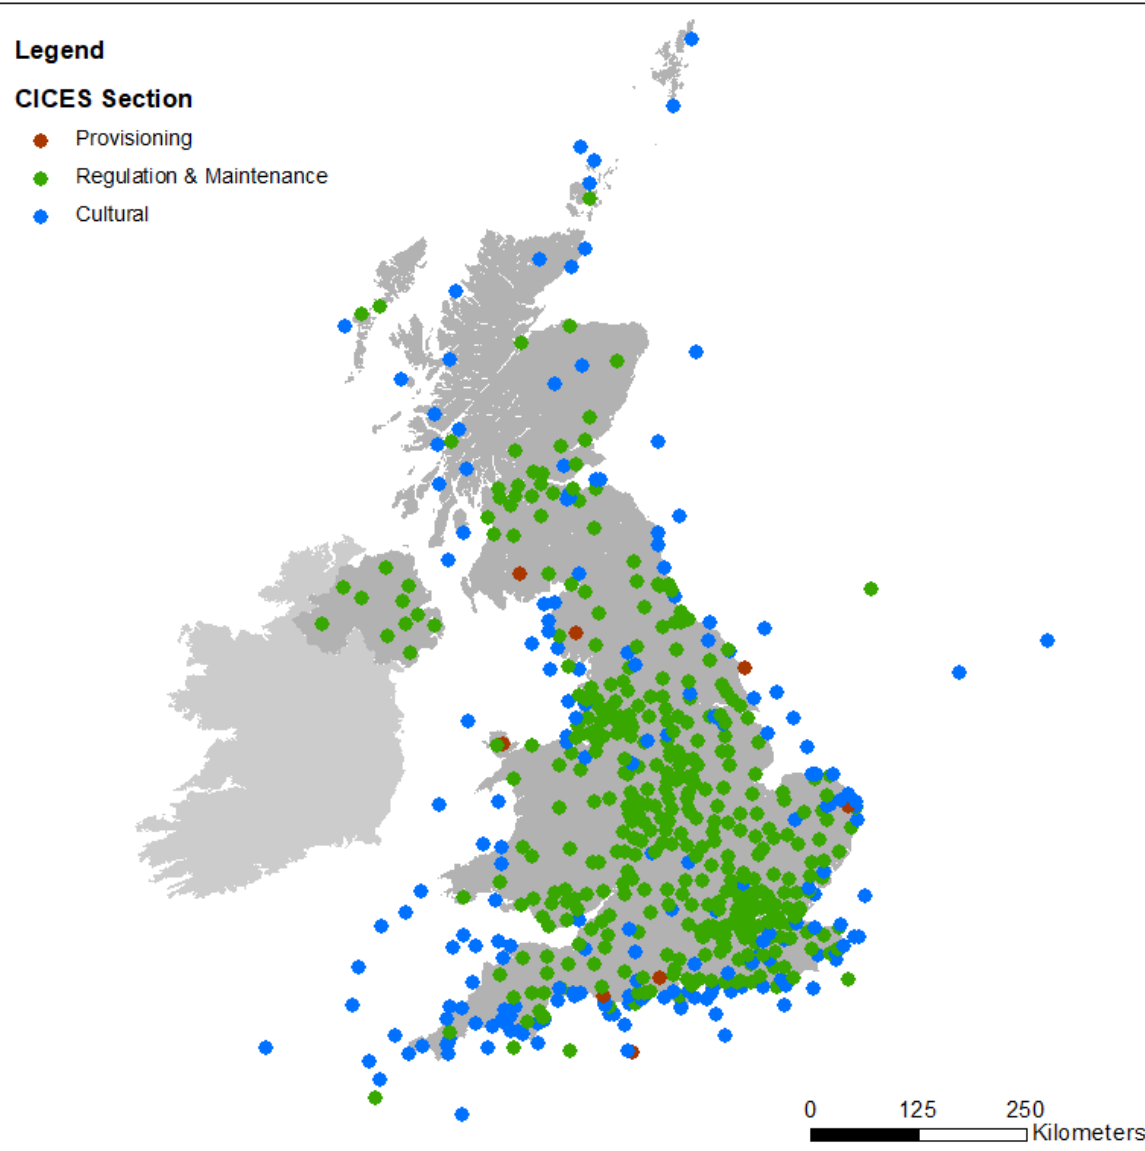 Legend
CICES Section
Provisioning
Regulation & Maintenance
Cultural
0 125 250
Kilometers